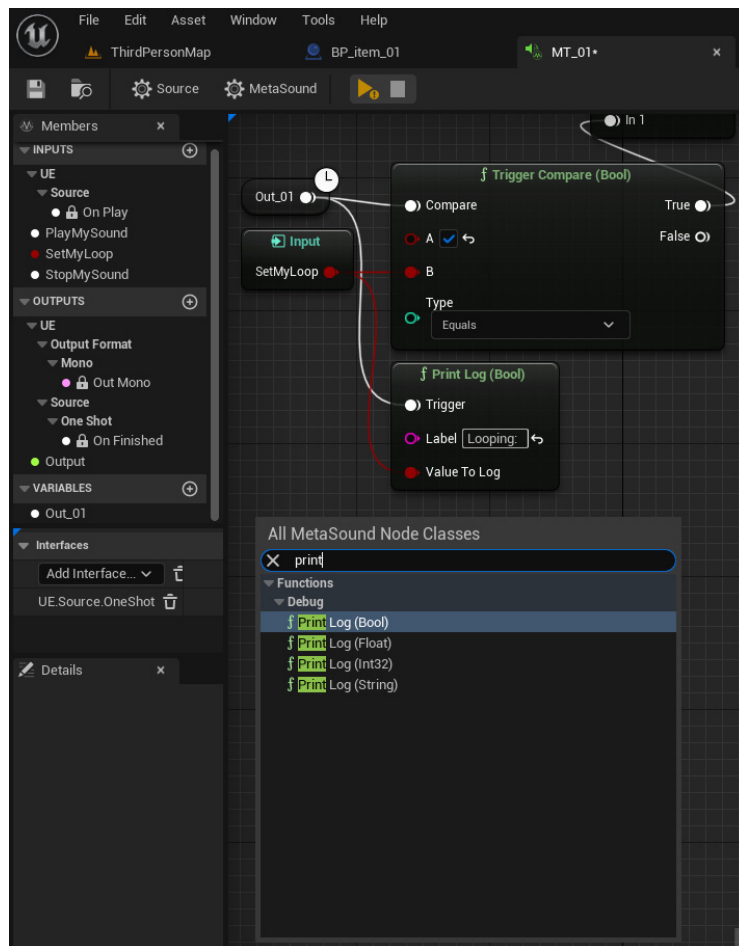 File Edit Asset Window Tools Help
ThirdPersonMap BP_item_01 MT_01* ×
Source MetaSound
Members ×
INPUTS
UE
Source
On Play
PlayMySound
SetMyLoop
StopMySound
OUTPUTS
UE
Output Format
Mono
Out Mono
Source
One Shot
On Finished
Output
VARIABLES
Out_01
Interfaces
Add Interface...
UE.Source.OneShot
Details ×
In 1
Out_01
Input
SetMyLoop
f Trigger Compare (Bool)
Compare True
A False
B
Type
Equals
f Print Log (Bool)
Trigger
Label Looping:
Value To Log
All MetaSound Node Classes
print
Functions
Debug
f Print Log (Bool)
f Print Log (Float)
f Print Log (Int32)
f Print Log (String)